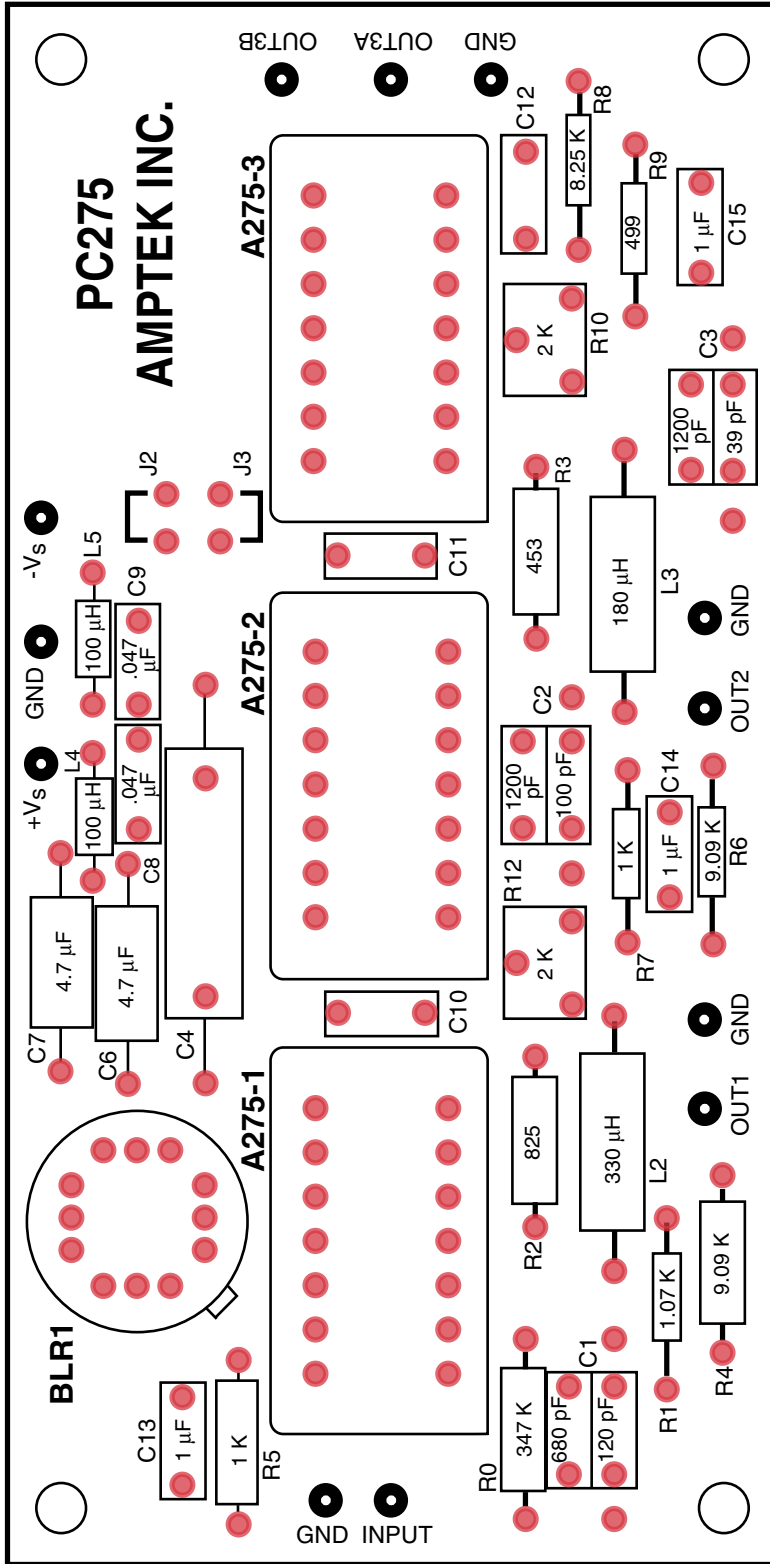 PC275
AMPTEK INC.
OUT3B
OUT3A
GND
A275-3
C12
R8
8.25 K
R9
499
1 µF
C15
2 K
R10
C3
1200 pF
39 pF
J2
J3
-VS
L5
100 µH
C9
.047 µF
GND
+VS
L4
100 µH
.047 µF
C8
C11
A275-2
453
R3
180 µH
L3
GND
OUT2
C2
1200 pF
100 pF
C14
1 µF
1 K
R7
9.09 K
R6
R12
2 K
4.7 µF
C7
4.7 µF
C6
C4
C10
A275-1
825
R2
330 µH
L2
GND
OUT1
BLR1
1.07 K
R1
9.09 K
R4
C1
680 pF
120 pF
347 K
R0
C13
1 µF
1 K
R5
GND
INPUT